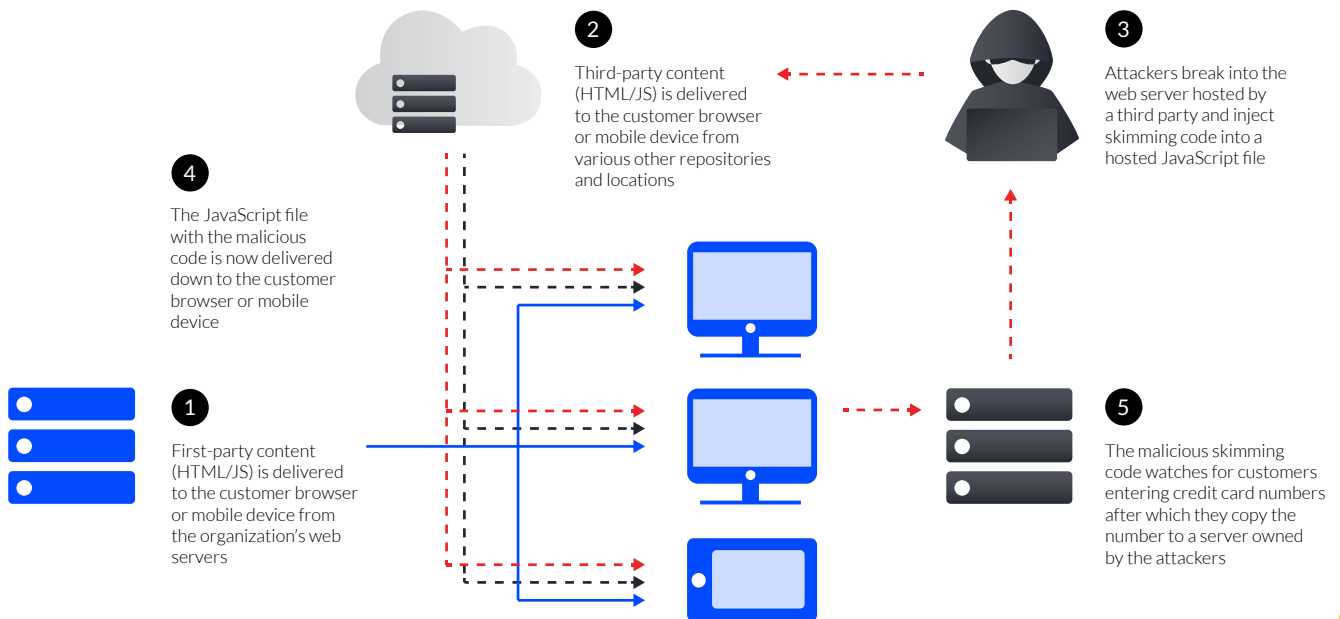 1
First-party content
(HTML/JS) is delivered
to the customer browser
or mobile device from
the organization’s web
servers
2
Third-party content
(HTML/JS) is delivered
to the customer browser
or mobile device from
various other repositories
and locations
3
Attackers break into the
web server hosted by
a third party and inject
skimming code into a
hosted JavaScript file
4
The JavaScript file
with the malicious
code is now delivered
down to the customer
browser or mobile
device
5
The malicious skimming
code watches for customers
entering credit card numbers
after which they copy the
number to a server owned
by the attackers